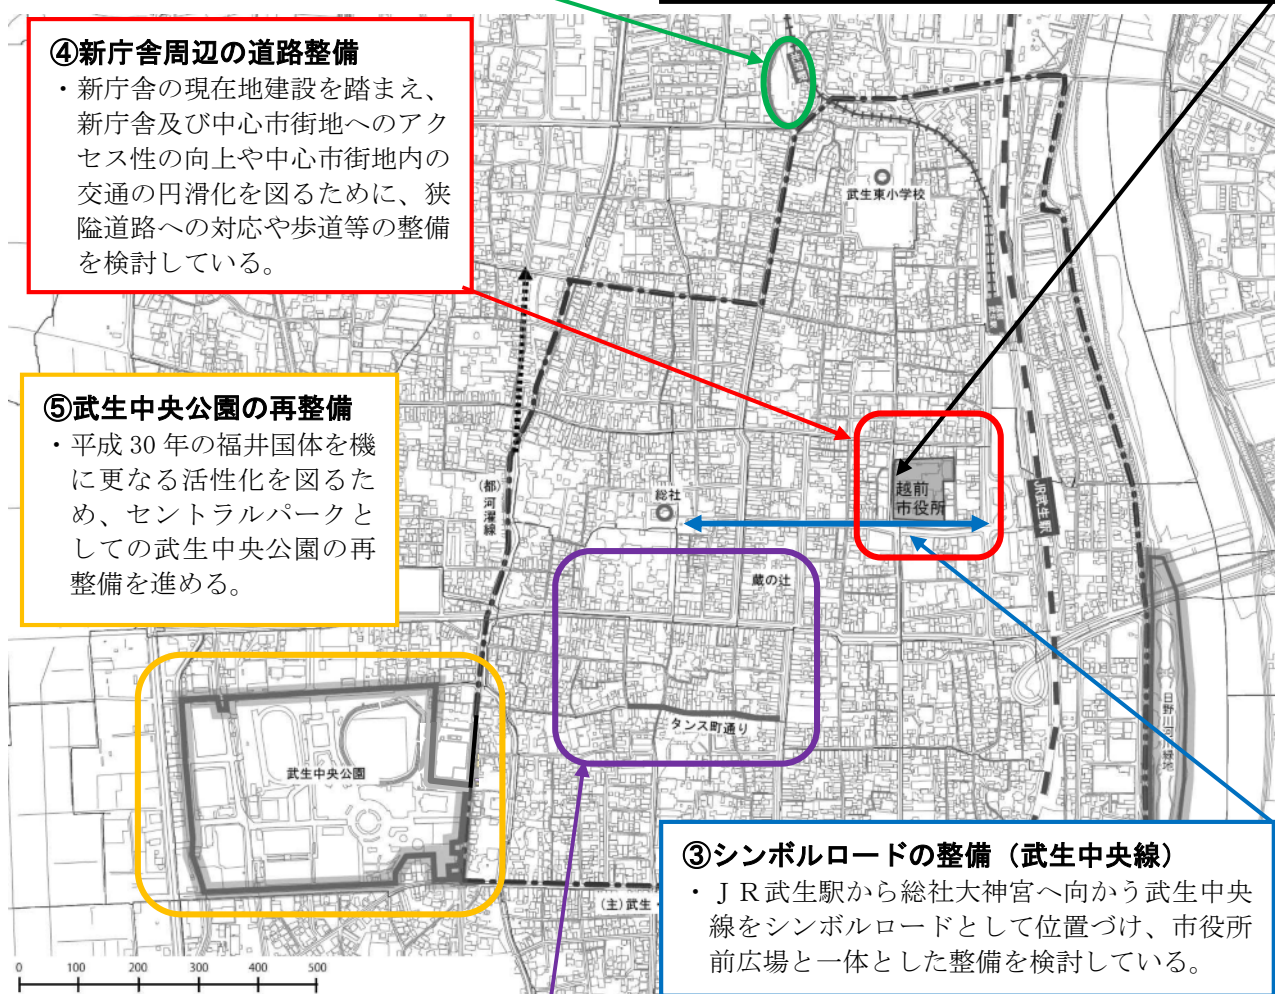 ④新庁舎周辺の道路整備
・新庁舎の現在地建設を踏まえ、
新庁舎及び中心市街地へのアク
セス性の向上や中心市街地内の
交通の円滑化を図るために、狭
隘道路への対応や歩道等の整備
を検討している。
武生東小学校
⑤武生中央公園の再整備
・平成 30 年の福井国体を機
に更なる活性化を図るた
め、セントラルパークと
しての武生中央公園の再
整備を進める。
(都)河濯線
総社
越前
市役所
JR武生駅
蔵の辻
タンス町通り
日野川河川緑地
武生中央公園
(主)武生・
③シンボルロードの整備（武生中央線）
・ＪＲ武生駅から総社大神宮へ向かう武生中央
線をシンボルロードとして位置づけ、市役所
前広場と一体とした整備を検討している。
0 100 200 300 400 500